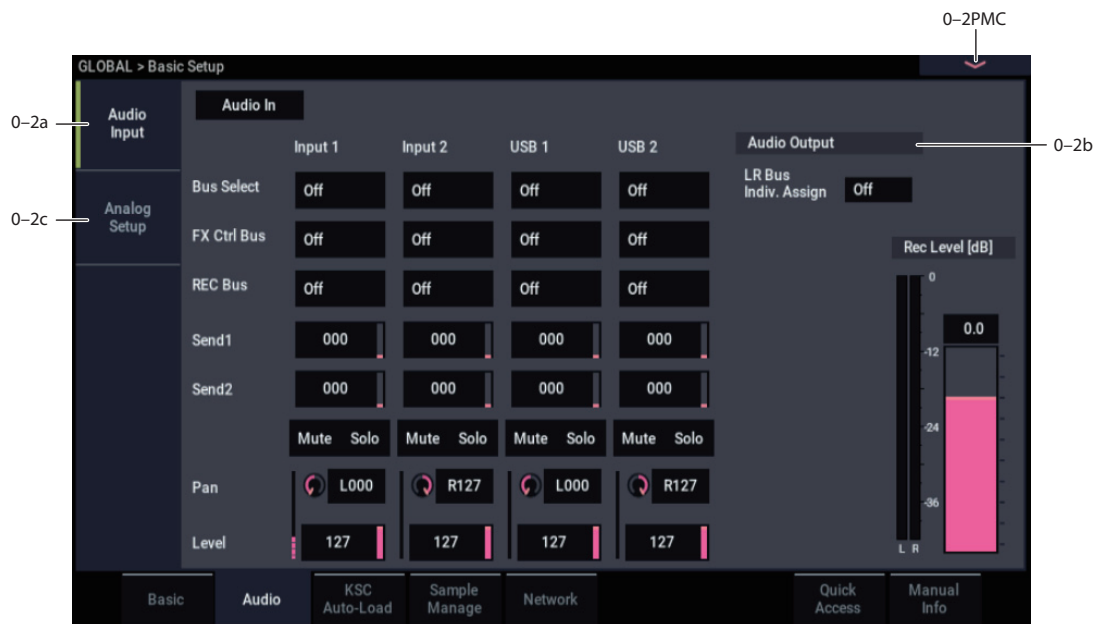 0–2PMC
GLOBAL > Basic Setup
0–2a
Audio
Input
Audio In
Input 1 Input 2 USB 1 USB 2
Audio Output
0–2b
LR Bus
Indiv. Assign Off
Bus Select Off Off Off Off
0–2c
Analog
Setup
FX Ctrl Bus Off Off Off Off
Rec Level [dB]
REC Bus Off Off Off Off
0
Send1 000 000 000 000
0.0
-12
Send2 000 000 000 000
-24
Mute Solo Mute Solo Mute Solo Mute Solo
Pan L000 R127 L000 R127
-36
Level 127 127 127 127
L R
Basic
Audio
KSC
Auto-Load
Sample
Manage
Network
Quick
Access
Manual
Info